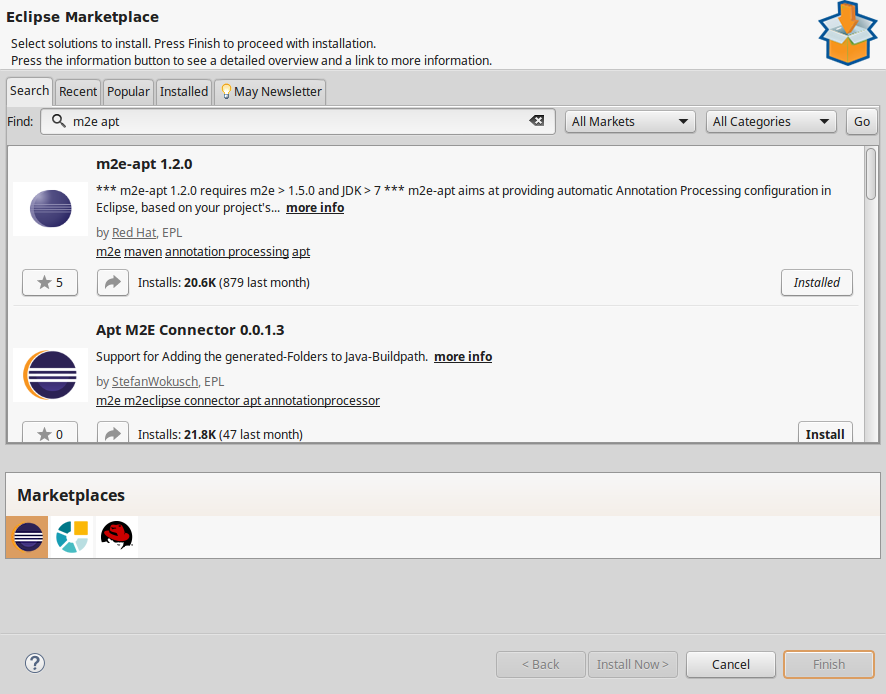 Eclipse Marketplace
Select solutions to install. Press Finish to proceed with installation.
Press the information button to see a detailed overview and a link to more information.
Search Recent Popular Installed May Newsletter
Find: m2e apt All Markets All Categories Go
m2e-apt 1.2.0
*** m2e-apt 1.2.0 requires m2e > 1.5.0 and JDK > 7 *** m2e-apt aims at providing automatic Annotation Processing configuration in
Eclipse, based on your project's... more info
by Red Hat, EPL
m2e maven annotation processing apt
5 Installs: 20.6K (879 last month) Installed
Apt M2E Connector 0.0.1.3
Support for Adding the generated-Folders to Java-Buildpath. more info
by StefanWokusch, EPL
m2e m2eclipse connector apt annotationprocessor
0 Installs: 21.8K (47 last month) Install
Marketplaces
? < Back Install Now > Cancel Finish